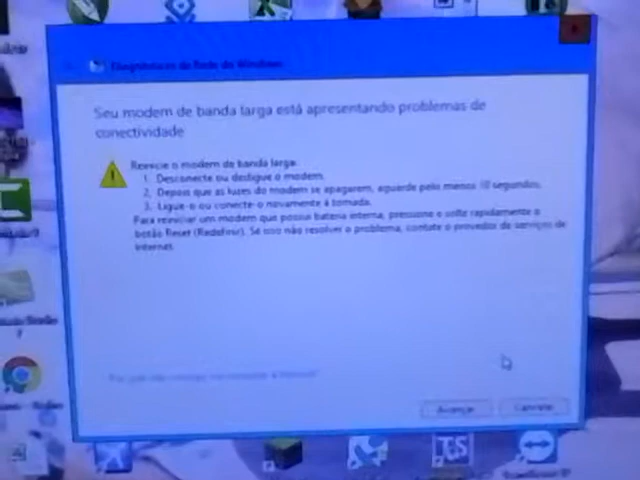 Diagnósticos de Rede do Windows
Seu modem de banda larga está apresentando problemas de
conectividade
Reinicie o modem de banda larga.
1. Desconecte ou desligue o modem.
2. Depois que as luzes do modem se apagarem, aguarde pelo menos 10 segundos.
3. Ligue-o ou conecte-o novamente à tomada.
Para reiniciar um modem que possua bateria interna, pressione e solte rapidamente o
botão Reset (Redefinir). Se isso não resolver o problema, contate o provedor de serviços de
Internet.
Avançar Cancelar
TS